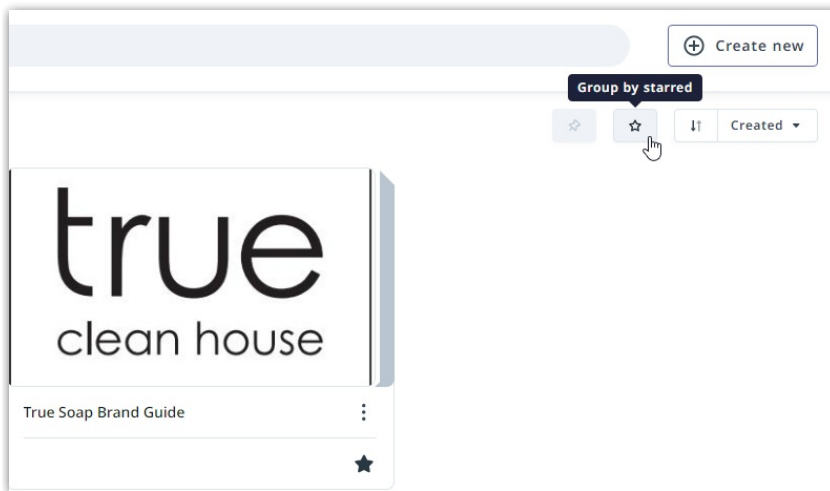 Create new
Group by starred
Created
true
clean house
True Soap Brand Guide